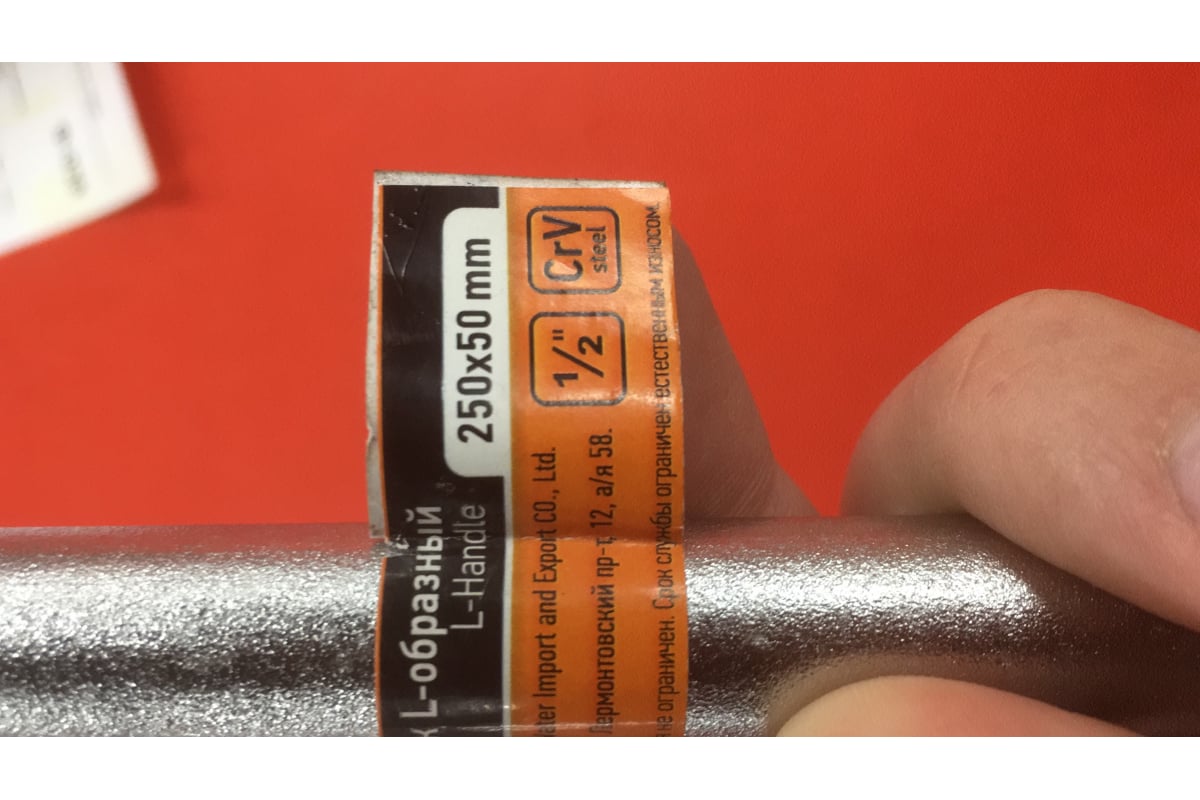 L-образный
L-Handle
250x50 mm
Import and Export CO., Ltd.
Лермонтовский пр-т, 12, а/я 58.
не ограничен. Срок службы ограничен естественным износом.
1/2"
CrV
steel